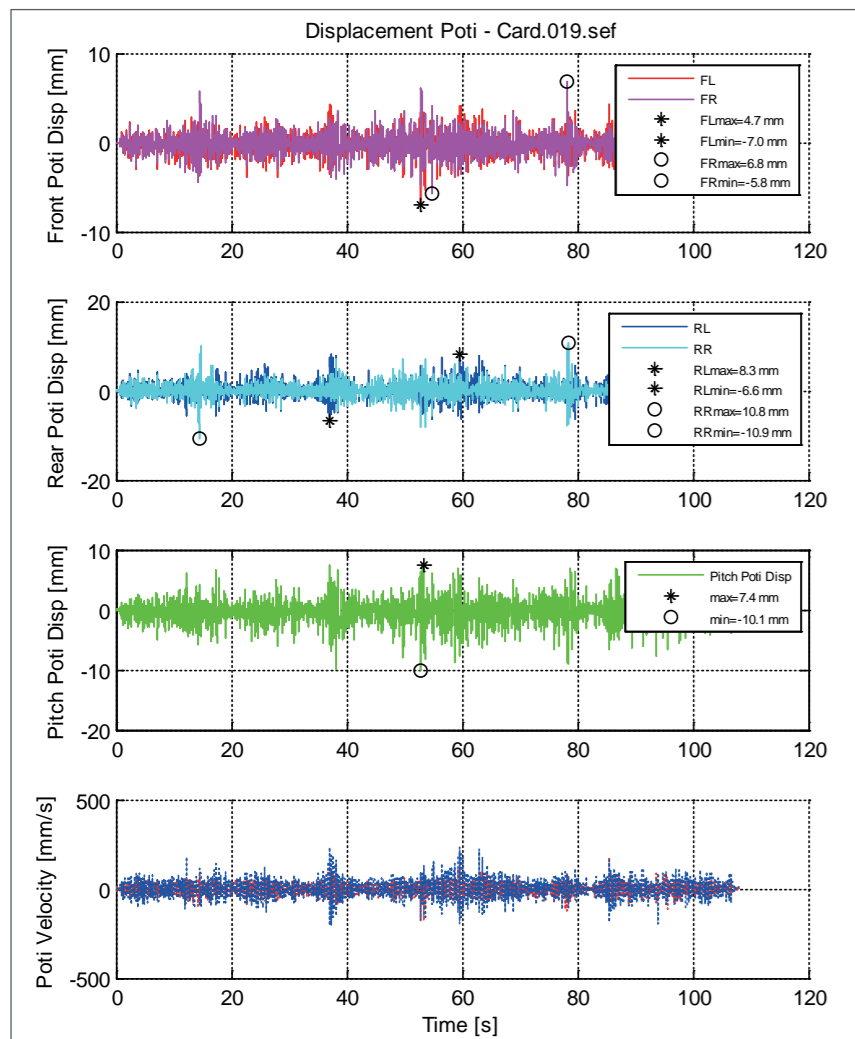 Displacement Poti - Card.019.sef
Front Poti Disp [mm]
10
0
-10
0 20 40 60 80 100 120
FL
FR
FLmax=4.7 mm
FLmin=-7.0 mm
FRmax=6.8 mm
FRmin=-5.8 mm
Rear Poti Disp [mm]
20
0
-20
0 20 40 60 80 100 120
RL
RR
RLmax=8.3 mm
RLmin=-6.6 mm
RRmax=10.8 mm
RRmin=-10.9 mm
Pitch Poti Disp [mm]
10
0
-10
-20
0 20 40 60 80 100 120
Pitch Poti Disp
max=7.4 mm
min=-10.1 mm
Poti Velocity [mm/s]
500
0
-500
0 20 40 60 80 100 120
Time [s]